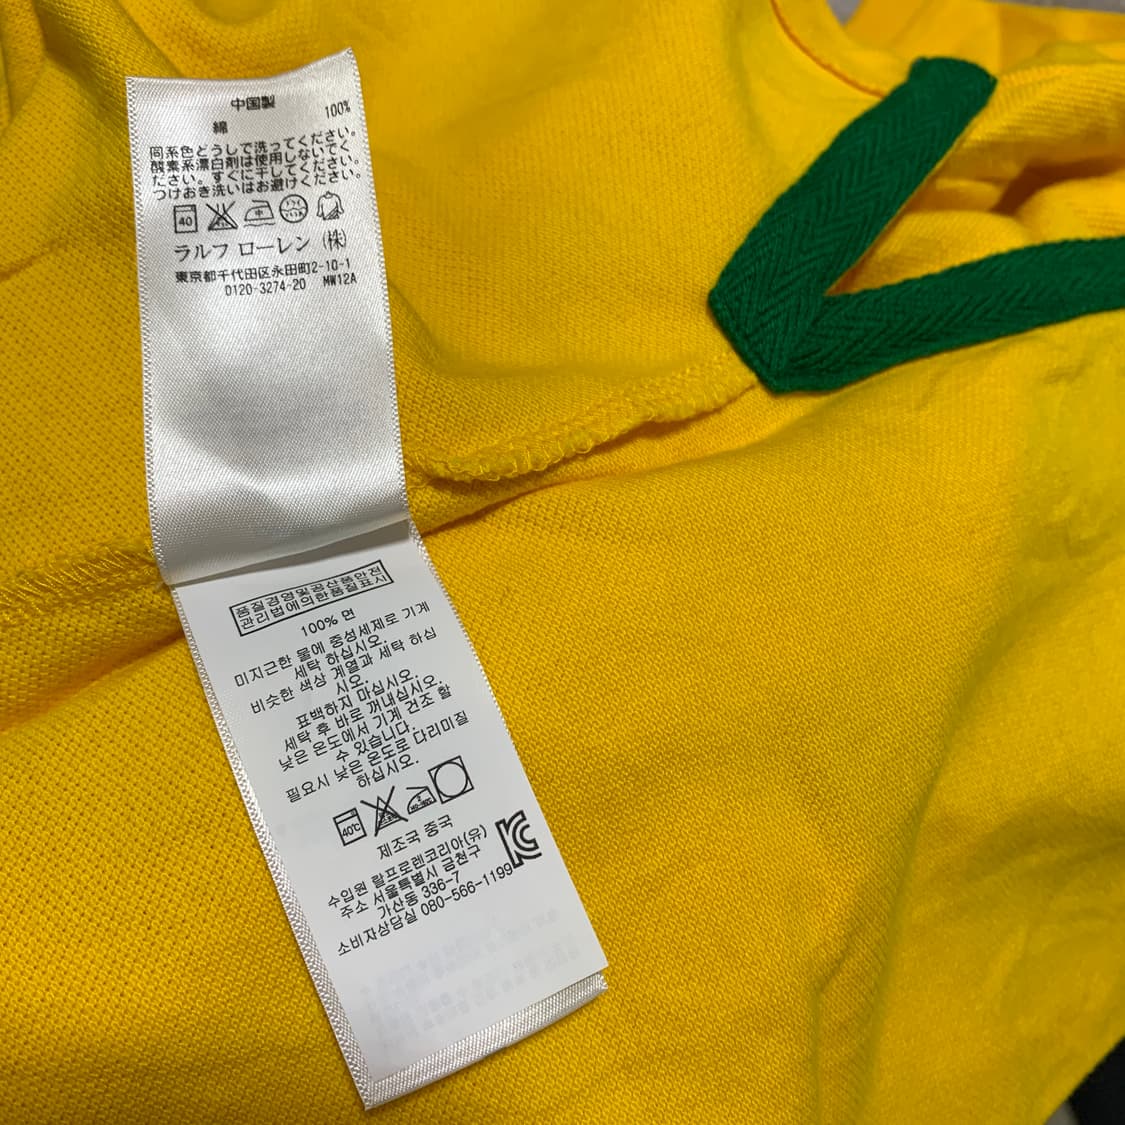 中国製
綿 100%
同系色どうしで洗ってください。
酸素系漂白剤は使用しないでく
ださい。すぐに干してください。
つけおき洗いはお避けください。
40
中
ラルフ ローレン (株)
東京都千代田区永田町2-10-1
0120-3274-20 MW12A
품질경영및공산품안전
관리법에의한품질표시
100% 면
미지근한 물에 중성세제로 기계
세탁 하십시오.
비슷한 색상 계열과 세탁 하십
시오.
표백하지 마십시오.
세탁 후 바로 꺼내십시오.
낮은 온도에서 기계 건조 할
수 있습니다.
필요시 낮은 온도로 다리미질
하십시오.
40℃
제조국 중국
수입원 랄프로렌코리아(유)
주소 서울특별시 금천구
가산동 336-7
소비자상담실 080-566-1199